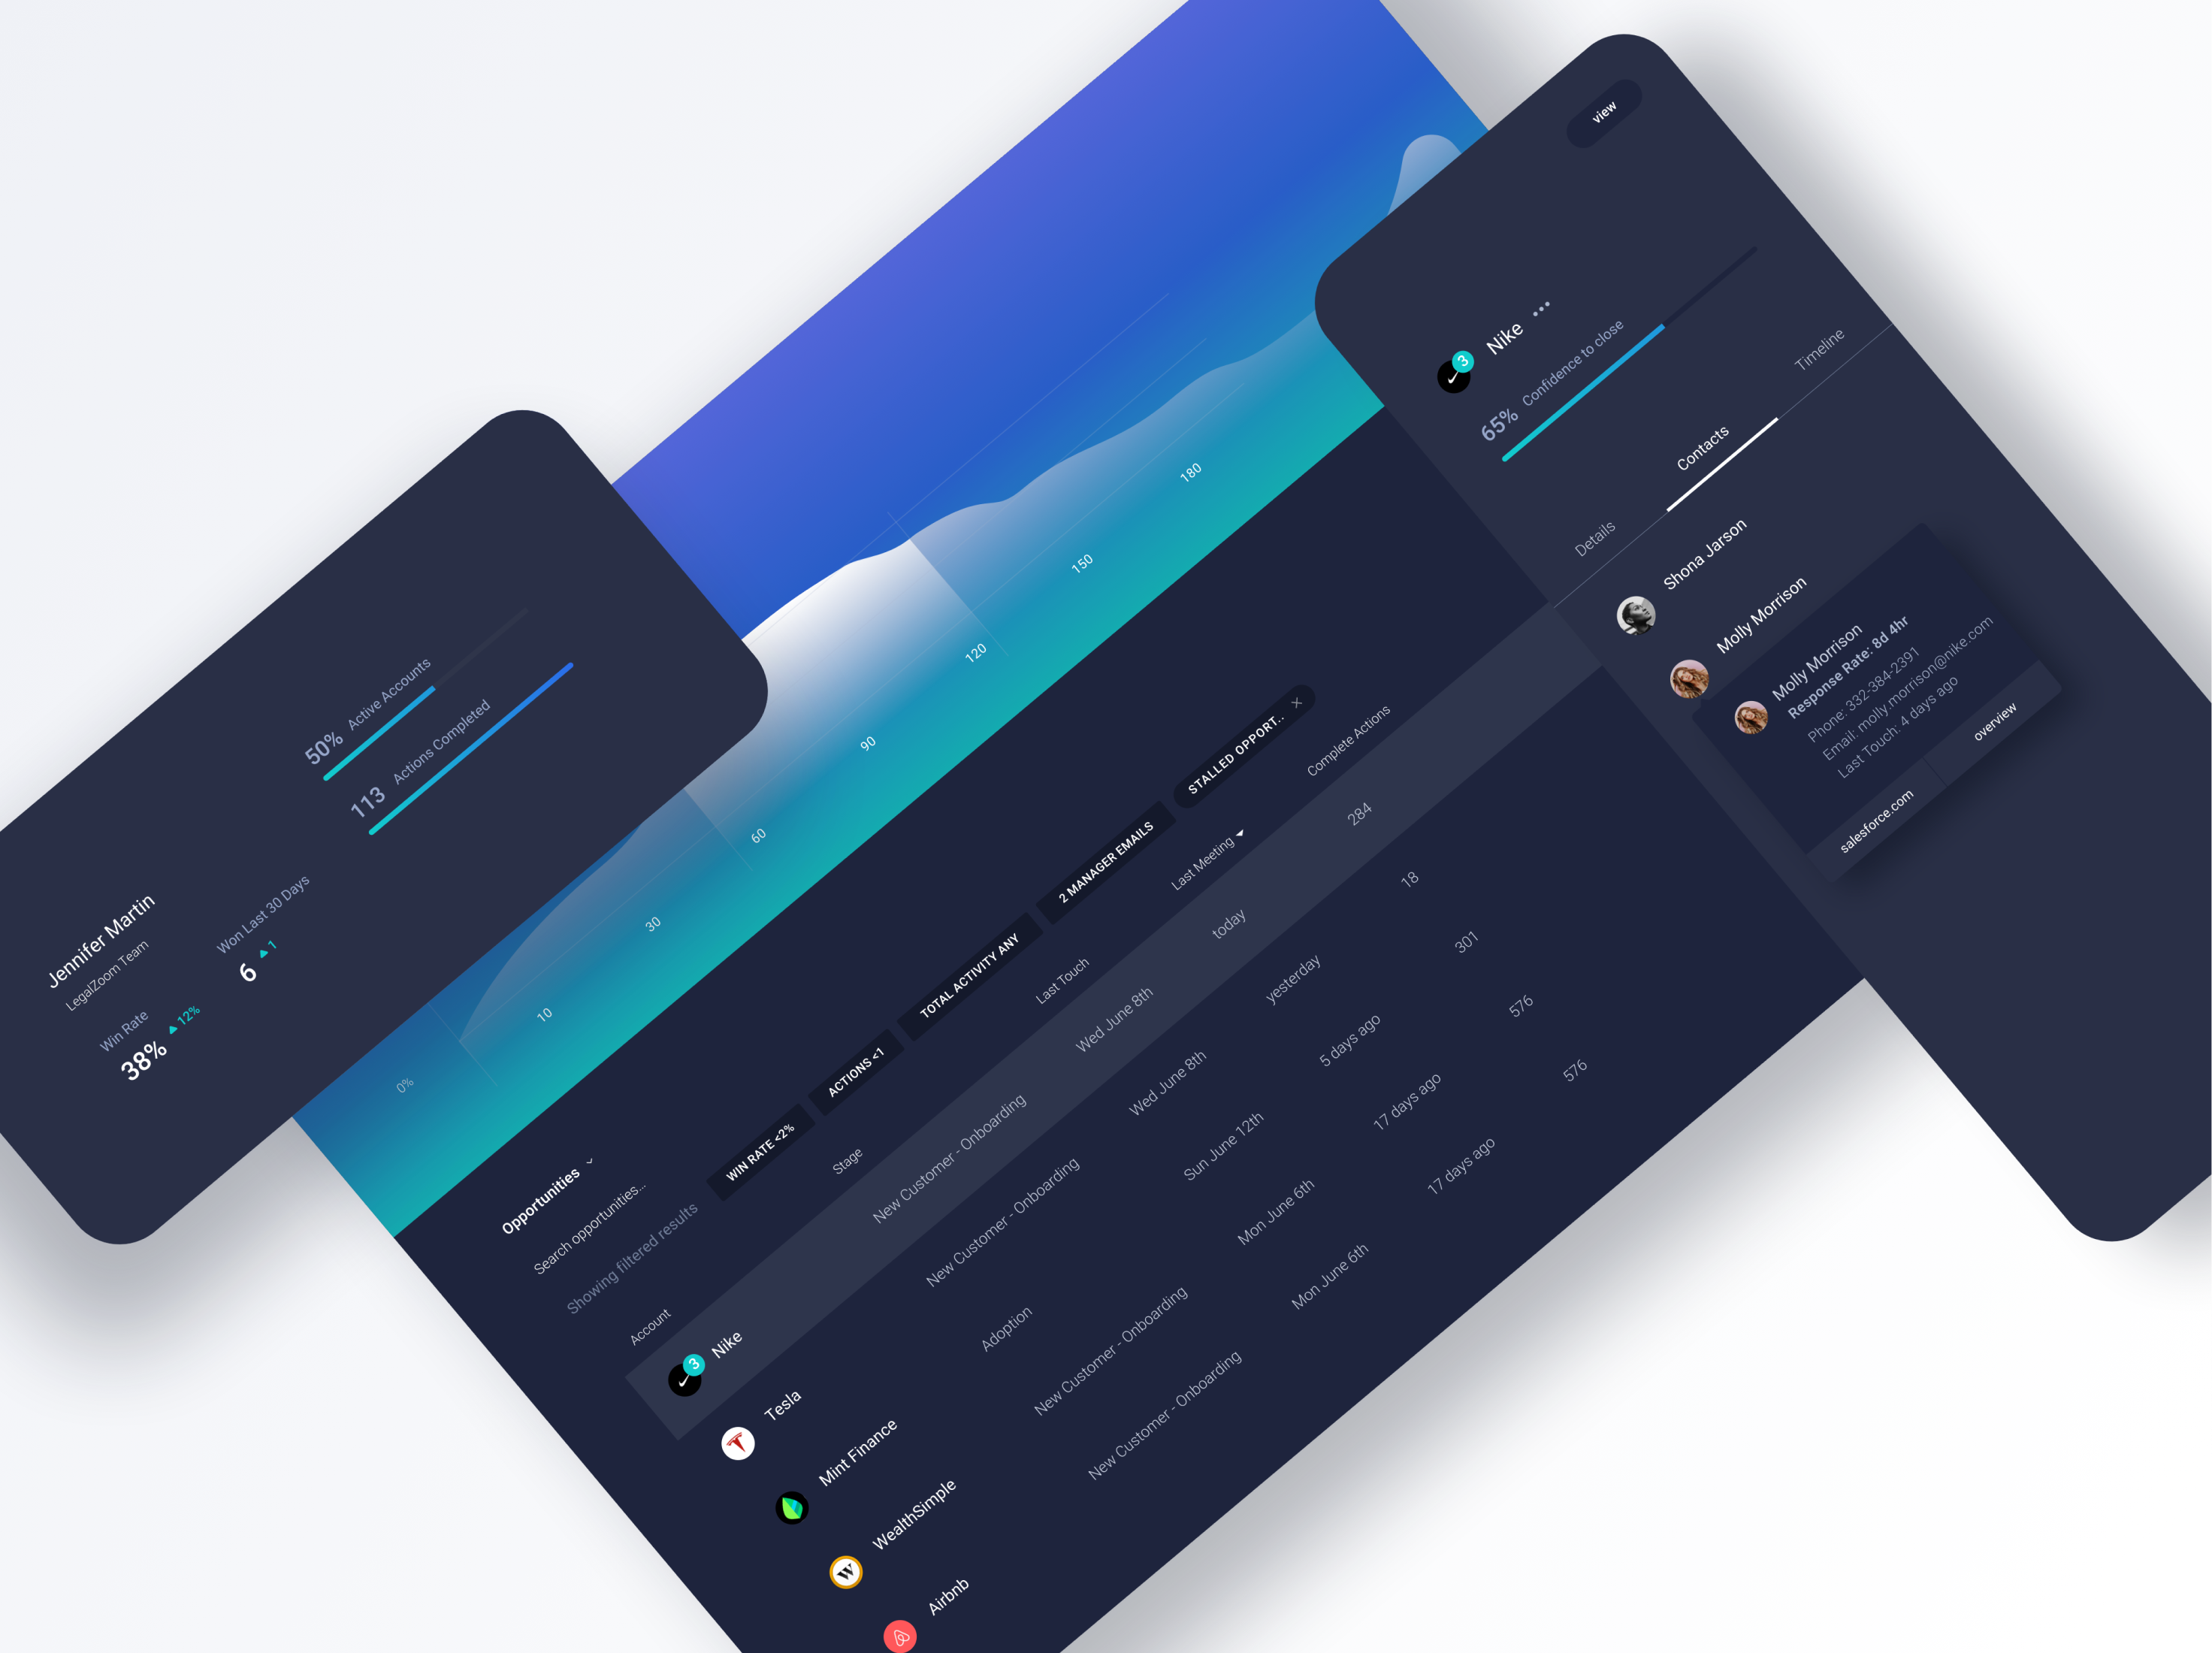 Jennifer Martin
LegalZoom Team
Win Rate
38% 12%
Won Last 30 Days
6 1
50% Active Accounts
113 Actions Completed
0% 10 30 60 90 120 150 180
Opportunities
Search opportunities...
Showing filtered results
WIN RATE <2% ACTIONS <1 TOTAL ACTIVITY ANY 2 MANAGER EMAILS STALLED OPPORT..
Account Stage Last Touch Last Meeting Complete Actions
3 Nike New Customer - Onboarding Wed June 8th today 284
Tesla New Customer - Onboarding Wed June 8th yesterday 18
Mint Finance Adoption Sun June 12th 5 days ago 301
WealthSimple New Customer - Onboarding Mon June 6th 17 days ago 576
Airbnb New Customer - Onboarding Mon June 6th 17 days ago 576
view
3 Nike
65% Confidence to close
Details Contacts Timeline
Shona Jarson
Molly Morrison
Molly Morrison
Response Rate: 8d 4hr
Phone: 332-384-2391
Email: molly.morrison@nike.com
Last Touch: 4 days ago
salesforce.com overview